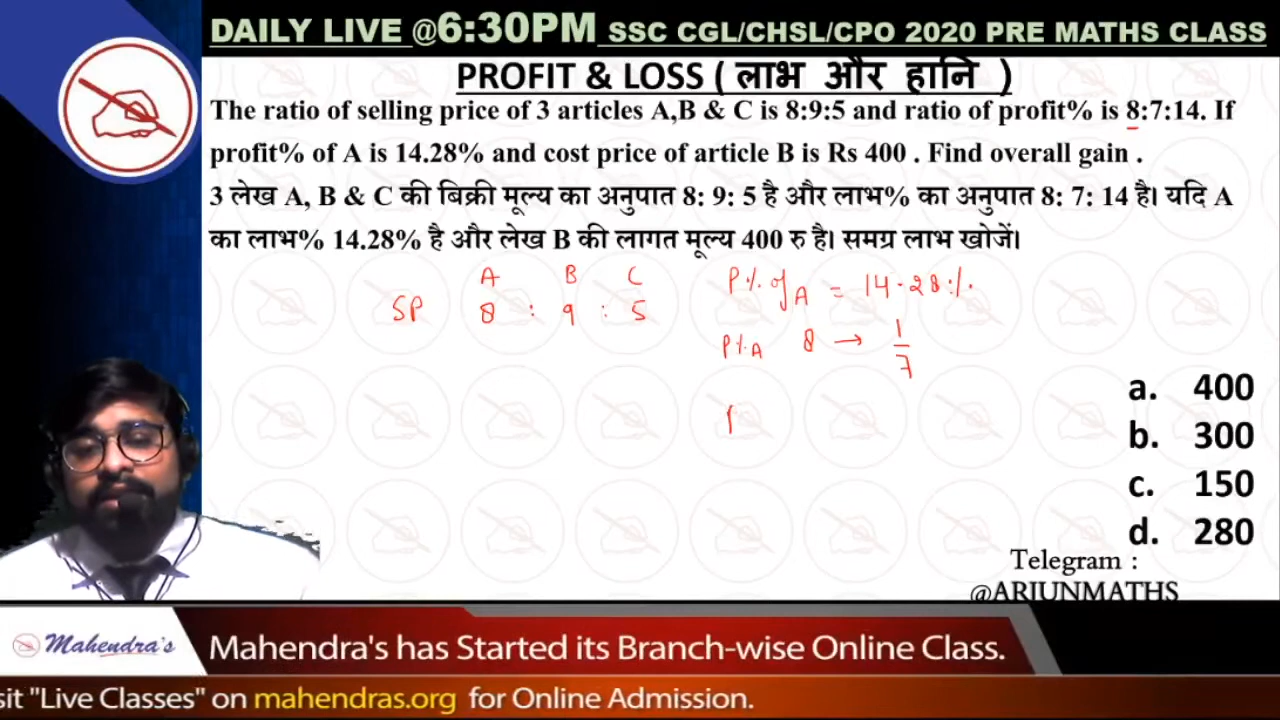 DAILY LIVE @6:30PM SSC CGL/CHSL/CPO 2020 PRE MATHS CLASS
PROFIT & LOSS ( लाभ और हानि )
The ratio of selling price of 3 articles A,B & C is 8:9:5 and ratio of profit% is 8:7:14. If
profit% of A is 14.28% and cost price of article B is Rs 400 . Find overall gain .
3 लेख A, B & C की बिक्री मूल्य का अनुपात 8: 9: 5 है और लाभ% का अनुपात 8: 7: 14 है। यदि A
का लाभ% 14.28% है और लेख B की लागत मूल्य 400 रु है। समग्र लाभ खोजें।
A B C
SP 8 : 9 : 5
P% of A = 14.28%
P%A 8 → 1/7
a. 400
b. 300
c. 150
d. 280
Telegram :
@ARJUNMATHS
Mahendra's
Mahendra's has Started its Branch-wise Online Class.
sit "Live Classes" on mahendras.org for Online Admission.